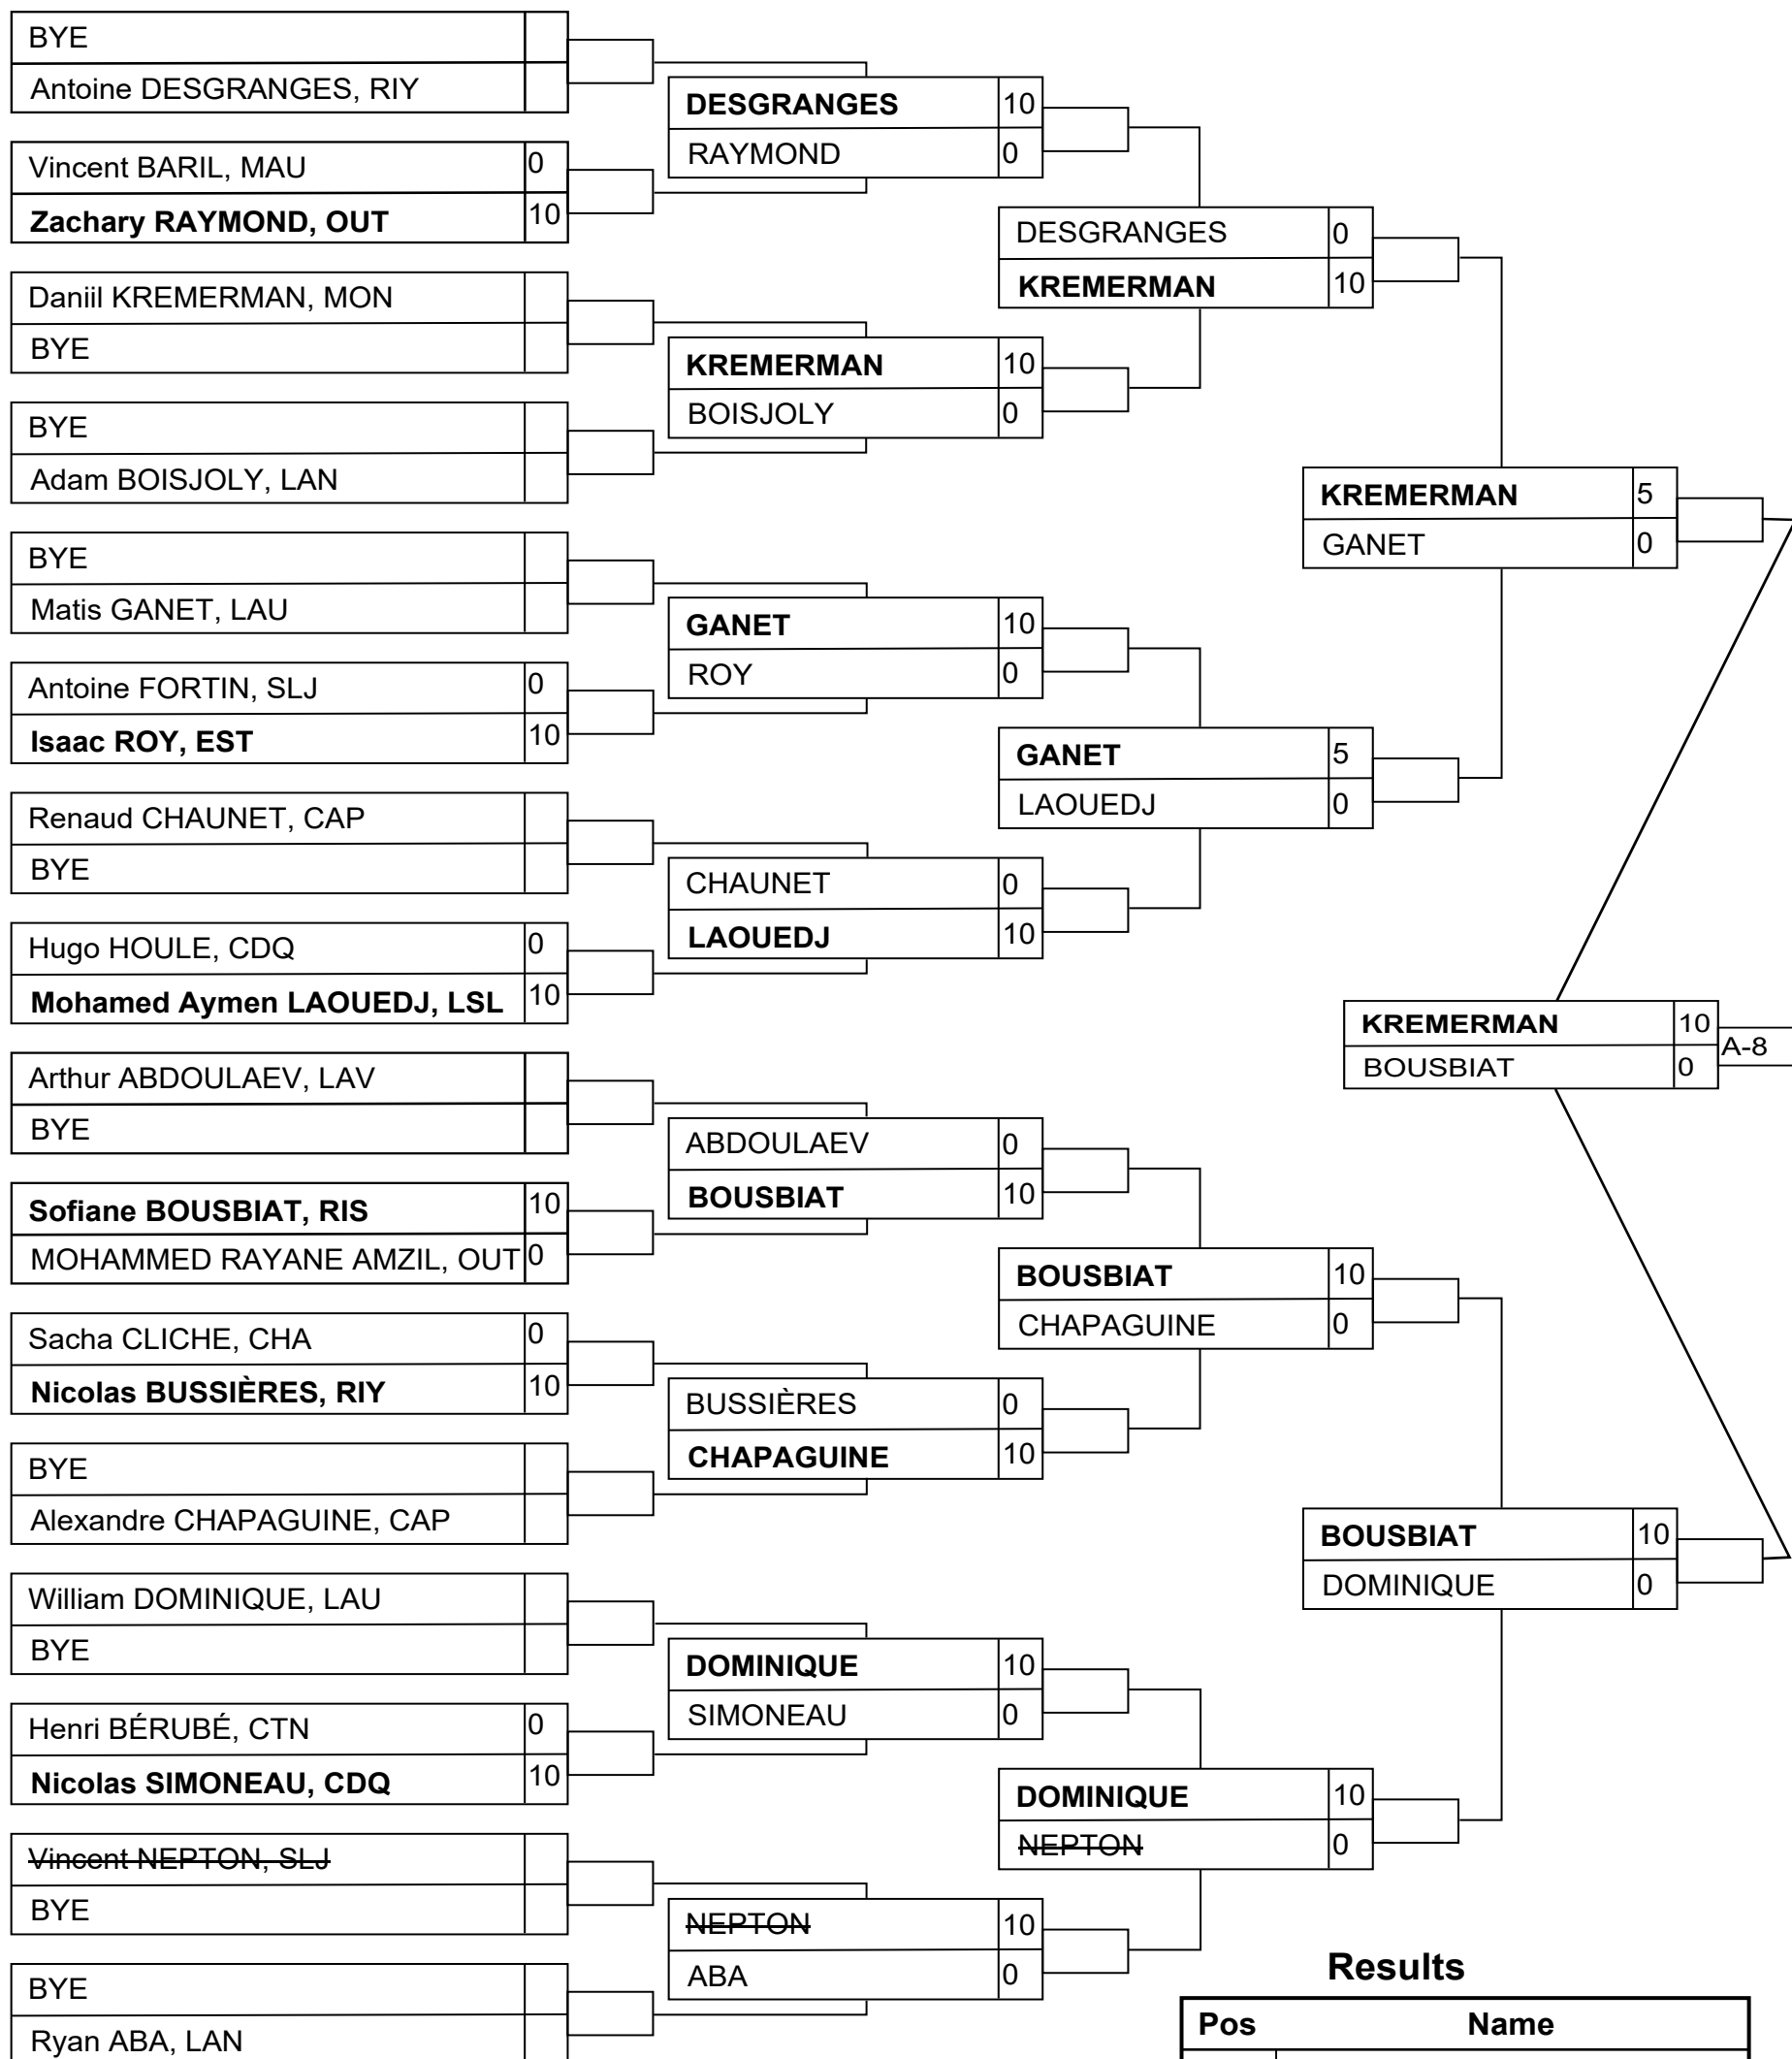 BYE
Antoine DESGRANGES, RIY
Vincent BARIL, MAU 0
Zachary RAYMOND, OUT 10
Daniil KREMERMAN, MON
BYE
BYE
Adam BOISJOLY, LAN
BYE
Matis GANET, LAU
Antoine FORTIN, SLJ 0
Isaac ROY, EST 10
Renaud CHAUNET, CAP
BYE
Hugo HOULE, CDQ 0
Mohamed Aymen LAOUEDJ, LSL 10
Arthur ABDOULAEV, LAV
BYE
Sofiane BOUSBIAT, RIS 10
MOHAMMED RAYANE AMZIL, OUT 0
Sacha CLICHE, CHA 0
Nicolas BUSSIÈRES, RIY 10
BYE
Alexandre CHAPAGUINE, CAP
William DOMINIQUE, LAU
BYE
Henri BÉRUBÉ, CTN 0
Nicolas SIMONEAU, CDQ 10
Vincent NEPTON, SLJ
BYE
BYE
Ryan ABA, LAN
DESGRANGES 10
RAYMOND 0
KREMERMAN 10
BOISJOLY 0
GANET 10
ROY 0
CHAUNET 0
LAOUEDJ 10
ABDOULAEV 0
BOUSBIAT 10
BUSSIÈRES 0
CHAPAGUINE 10
DOMINIQUE 10
SIMONEAU 0
NEPTON 10
ABA 0
DESGRANGES 0
KREMERMAN 10
GANET 5
LAOUEDJ 0
BOUSBIAT 10
CHAPAGUINE 0
DOMINIQUE 10
NEPTON 0
KREMERMAN 5
GANET 0
BOUSBIAT 10
DOMINIQUE 0
KREMERMAN 10
A-8
BOUSBIAT 0
Results
Pos Name